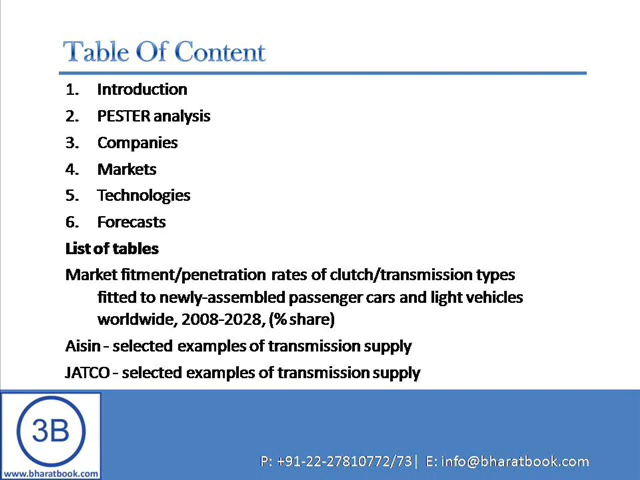 Table Of Content
1. Introduction
2. PESTER analysis
3. Companies
4. Markets
5. Technologies
6. Forecasts
List of tables
Market fitment/penetration rates of clutch/transmission types
fitted to newly-assembled passenger cars and light vehicles
worldwide, 2008-2028, (% share)
Aisin - selected examples of transmission supply
JATCO - selected examples of transmission supply
3B
www.bharatbook.com
P: +91-22-27810772/73| E: info@bharatbook.com